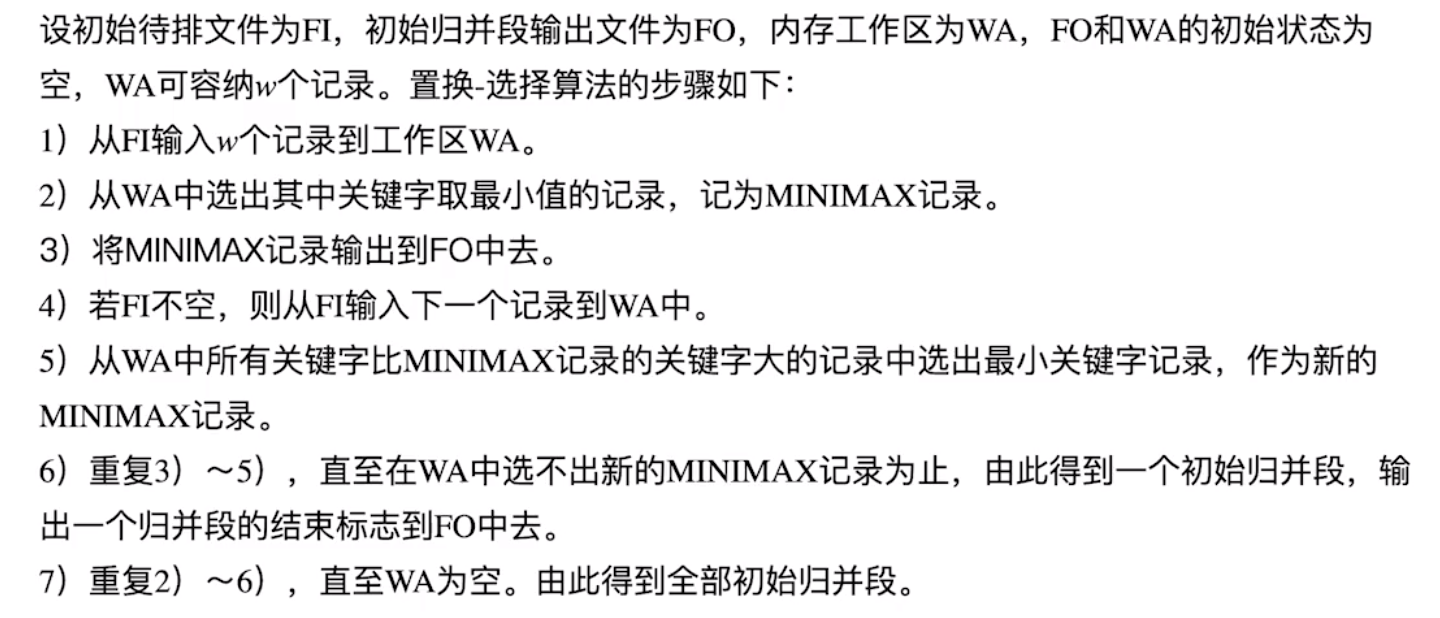 设初始待排文件为FI，初始归并段输出文件为FO，内存工作区为WA，FO和WA的初始状态为
空，WA可容纳w个记录。置换-选择算法的步骤如下：
1）从FI输入w个记录到工作区WA。
2）从WA中选出其中关键字取最小值的记录，记为MINIMAX记录。
3）将MINIMAX记录输出到FO中去。
4）若FI不空，则从FI输入下一个记录到WA中。
5）从WA中所有关键字比MINIMAX记录的关键字大的记录中选出最小关键字记录，作为新的
MINIMAX记录。
6）重复3）～5），直至在WA中选不出新的MINIMAX记录为止，由此得到一个初始归并段，输
出一个归并段的结束标志到FO中去。
7）重复2）～6），直至WA为空。由此得到全部初始归并段。